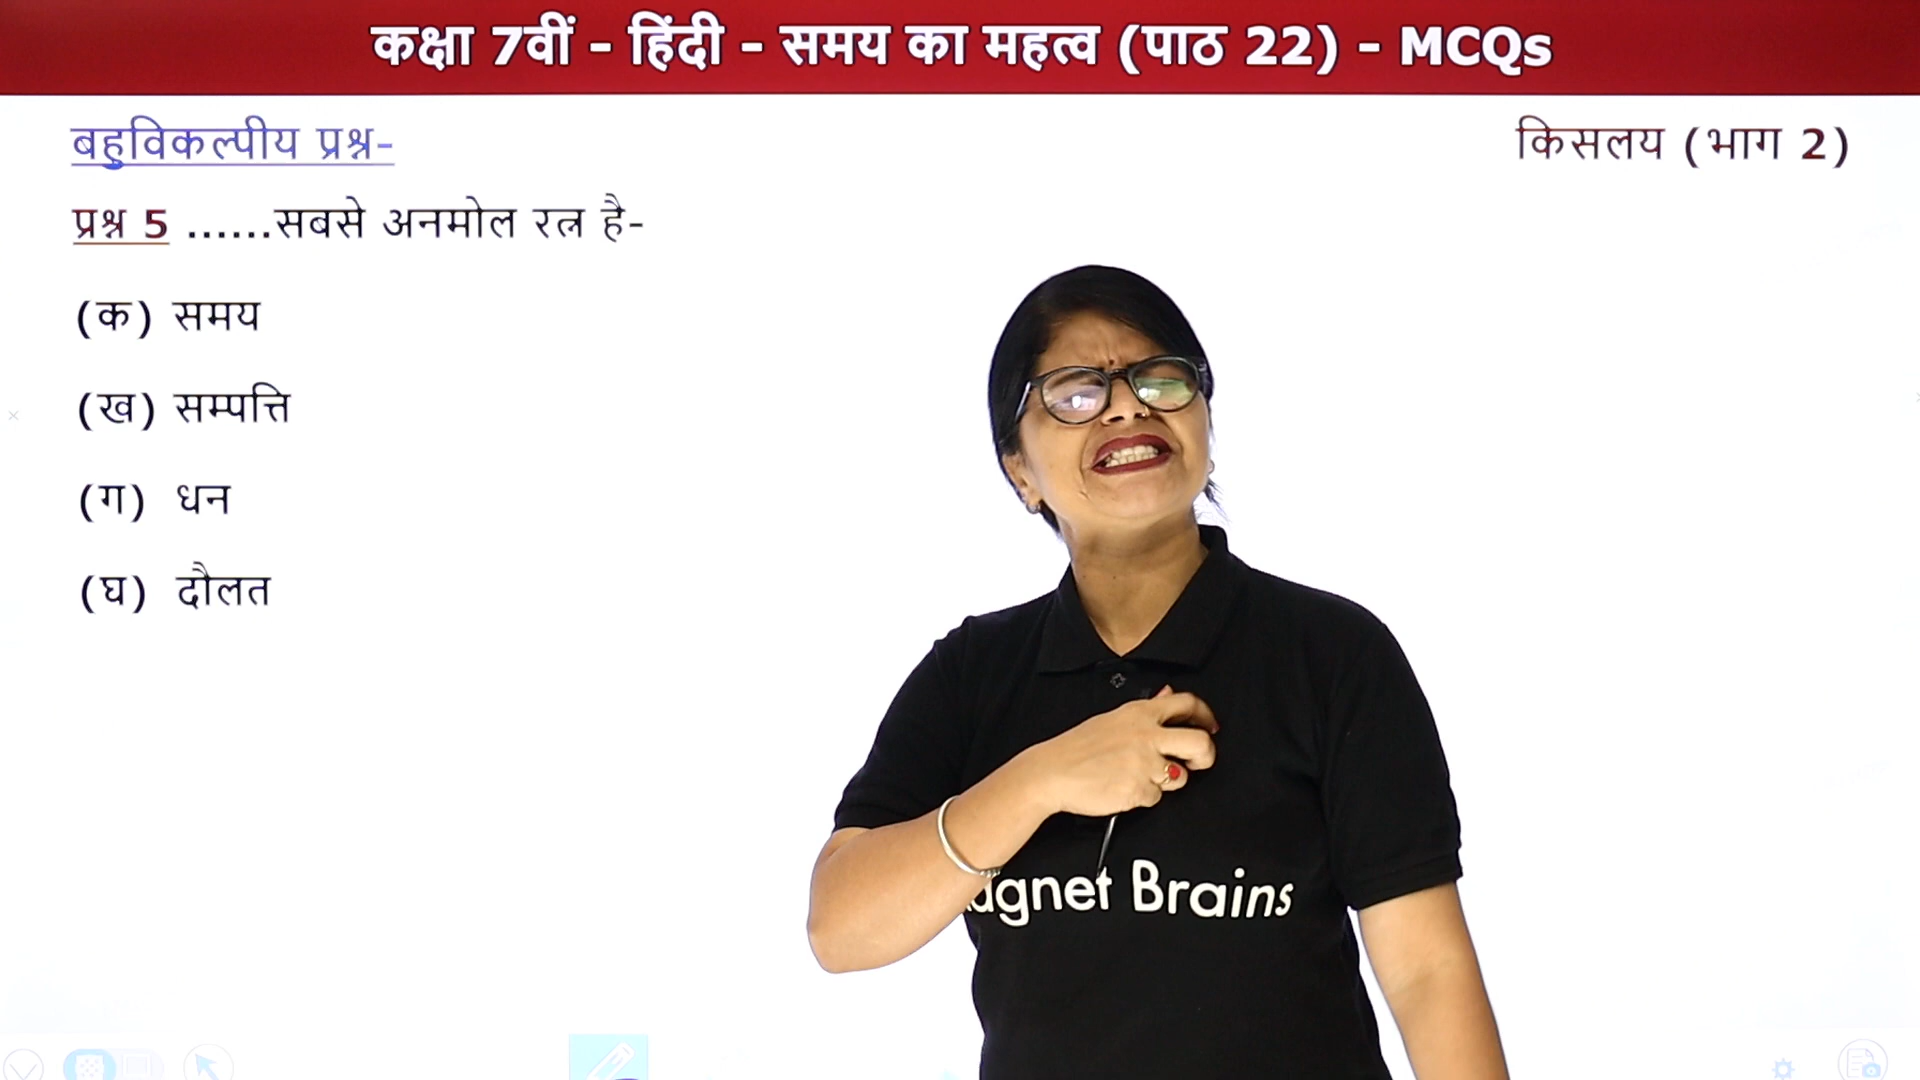 कक्षा 7वीं - हिंदी - समय का महत्व (पाठ 22) - MCQs
बहुविकल्पीय प्रश्न-
किसलय (भाग 2)
प्रश्न 5 ......सबसे अनमोल रत्न है-
(क) समय
(ख) सम्पत्ति
(ग) धन
(घ) दौलत
agnet Brains